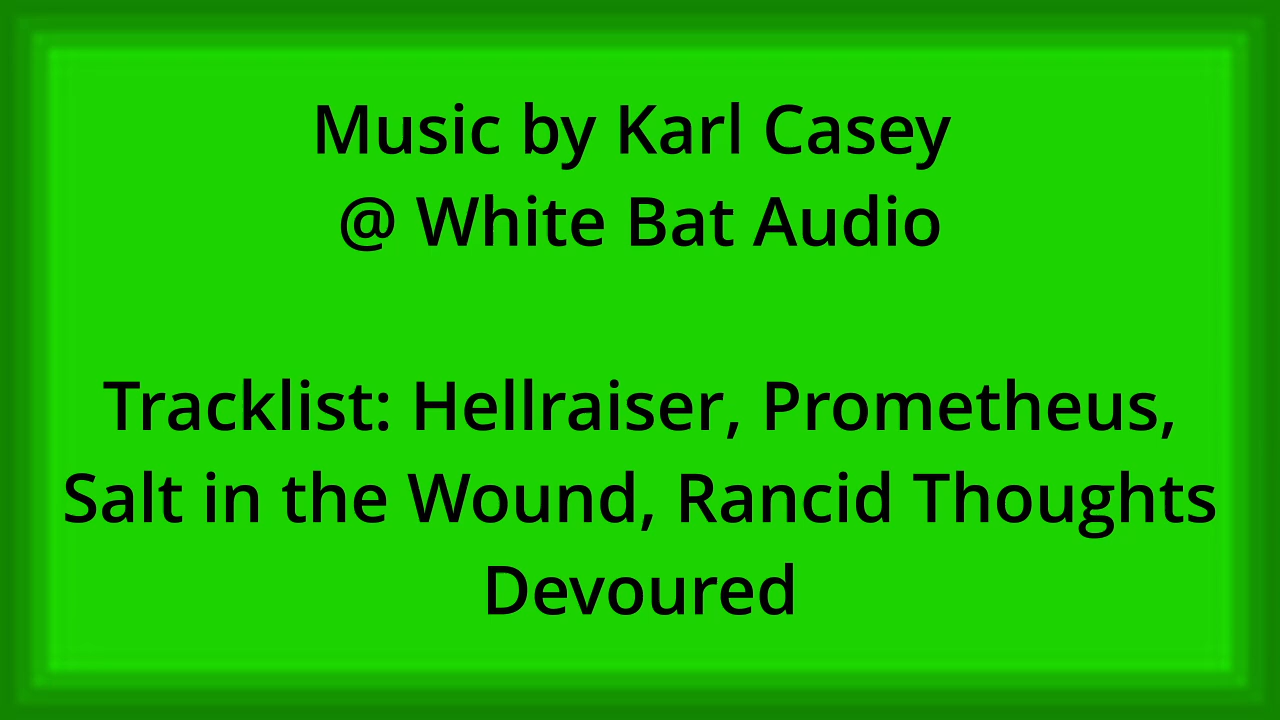 Music by Karl Casey
@ White Bat Audio
Tracklist: Hellraiser, Prometheus,
Salt in the Wound, Rancid Thoughts
Devoured